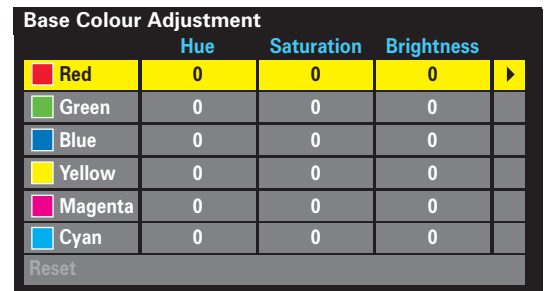 Base Colour Adjustment
Hue Saturation Brightness
Red 0 0 0
Green 0 0 0
Blue 0 0 0
Yellow 0 0 0
Magenta 0 0 0
Cyan 0 0 0
Reset